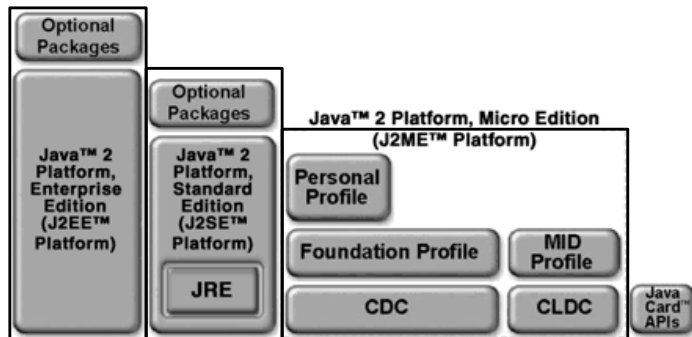 Optional
Packages
Java™ 2
Platform,
Enterprise
Edition
(J2EE™
Platform)
Optional
Packages
Java™ 2
Platform,
Standard
Edition
(J2SE™
Platform)
JRE
Java™ 2 Platform, Micro Edition
(J2ME™ Platform)
Personal
Profile
Foundation Profile
MID
Profile
CDC
CLDC
Java
Card™
APIs